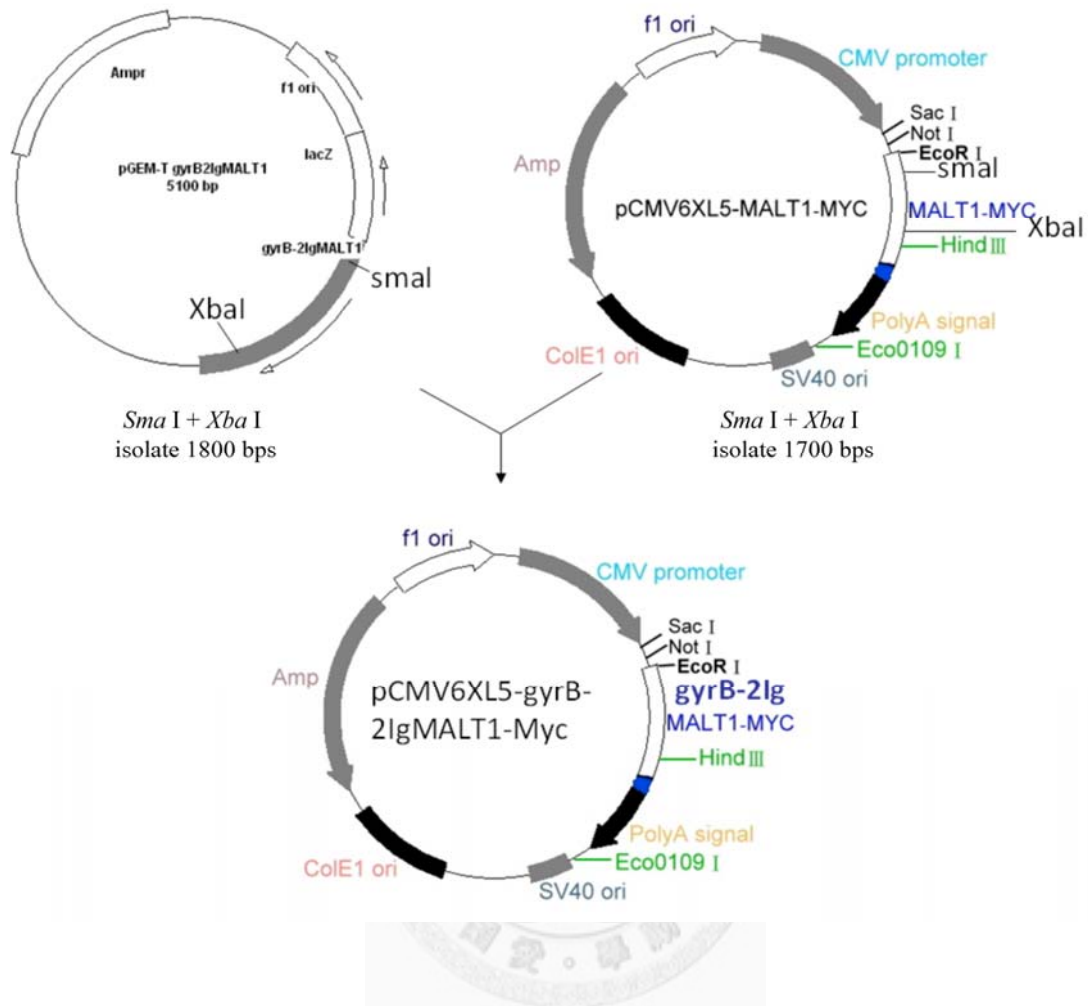 Ampr
f1 ori
lacZ
pGEM-T gyrB2IgMALT1
5100 bp
gyrB-2IgMALT1
smaI
XbaI
Sma I + Xba I
isolate 1800 bps
f1 ori
CMV promoter
Sac I
Not I
EcoR I
smaI
Amp
pCMV6XL5-MALT1-MYC
MALT1-MYC
XbaI
Hind III
PolyA signal
Eco0109 I
ColE1 ori
SV40 ori
Sma I + Xba I
isolate 1700 bps
f1 ori
CMV promoter
Sac I
Not I
EcoR I
gyrB-2Ig
MALT1-MYC
Amp
pCMV6XL5-gyrB-
2IgMALT1-Myc
Hind III
PolyA signal
Eco0109 I
ColE1 ori
SV40 ori